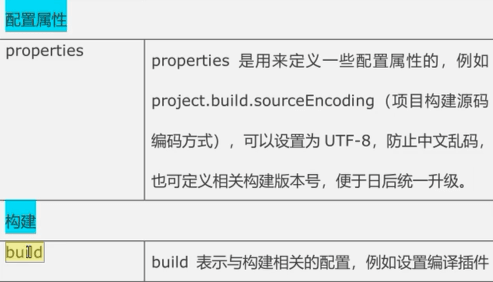 配置属性
properties
properties 是用来定义一些配置属性的，例如
project.build.sourceEncoding（项目构建源码
编码方式），可以设置为 UTF-8，防止中文乱码，
也可定义相关构建版本号，便于日后统一升级。
构建
build
build 表示与构建相关的配置，例如设置编译插件